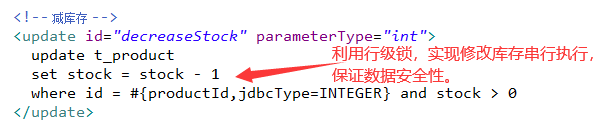 <!-- 减库存 -->
<update id="decreaseStock" parameterType="int">
update t_product
set stock = stock - 1
where id = #{productId,jdbcType=INTEGER} and stock > 0
</update>
利用行级锁，实现修改库存串行执行，
保证数据安全性。